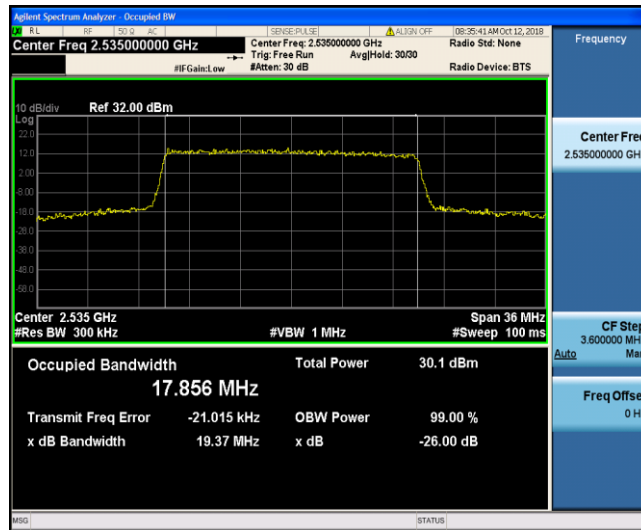 Agilent Spectrum Analyzer - Occupied BW
RL RF 50 Ω AC SENSE:PULSE ALIGN OFF 08:35:41 AM Oct 12, 2018
Center Freq 2.535000000 GHz Center Freq: 2.535000000 GHz Radio Std: None Frequency
Trig: Free Run Avg|Hold: 30/30
#IFGain:Low #Atten: 30 dB Radio Device: BTS
10 dB/div Ref 32.00 dBm
Log
22.0
12.0
2.00
-8.00
-18.0
-28.0
-38.0
-48.0
-58.0
Center Fre
2.535000000 GH
Center 2.535 GHz Span 36 MHz
#Res BW 300 kHz #VBW 1 MHz #Sweep 100 ms
CF Step
3.600000 MH
Auto Ma
Occupied Bandwidth Total Power 30.1 dBm
17.856 MHz
Transmit Freq Error -21.015 kHz OBW Power 99.00 %
x dB Bandwidth 19.37 MHz x dB -26.00 dB
Freq Offse
0 H
MSG STATUS